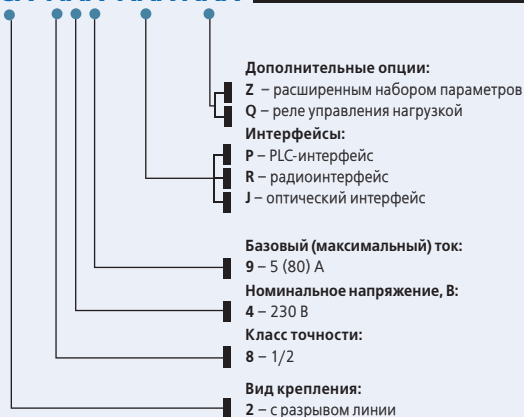 Дополнительные опции:
Z – расширенным набором параметров
Q – реле управления нагрузкой
Интерфейсы:
P – PLC-интерфейс
R – радиоинтерфейс
J – оптический интерфейс
Базовый (максимальный) ток:
9 – 5 (80) А
Номинальное напряжение, В:
4 – 230 В
Класс точности:
8 – 1/2
Вид крепления:
2 – с разрывом линии